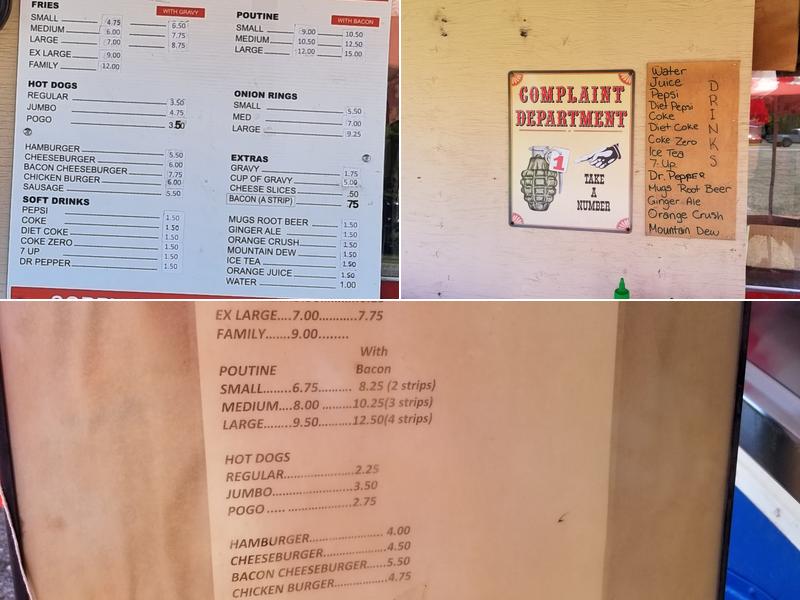 FRIES
WITH GRAVY
SMALL 4.75 6.50
MEDIUM 6.00 7.75
LARGE 7.00 8.75
EX LARGE 9.00
FAMILY 12.00
HOT DOGS
REGULAR 3.50
JUMBO 4.75
POGO 3.50
HAMBURGER 5.50
CHEESEBURGER 6.00
BACON CHEESEBURGER 7.75
CHICKEN BURGER 6.00
SAUSAGE 5.50
SOFT DRINKS
PEPSI 1.50
COKE 1.50
DIET COKE 1.50
COKE ZERO 1.50
7 UP 1.50
DR PEPPER 1.50
POUTINE
WITH BACON
SMALL 9.00 10.50
MEDIUM 10.50 12.50
LARGE 12.00 15.00
ONION RINGS
SMALL 5.50
MED 7.00
LARGE 9.25
EXTRAS
GRAVY 1.75
CUP OF GRAVY 5.00
CHEESE SLICES .50
BACON (A STRIP) 75
MUGS ROOT BEER 1.50
GINGER ALE 1.50
ORANGE CRUSH 1.50
MOUNTAIN DEW 1.50
ICE TEA 1.50
ORANGE JUICE 1.50
WATER 1.00
COMPLAINT
DEPARTMENT
1
TAKE
A
NUMBER
Water
Juice
Pepsi
Diet Pepsi
Coke
Diet Coke
Coke Zero
Ice Tea
7-Up
Dr. Pepper
Mugs Root Beer
Ginger Ale
Orange Crush
Mountain Dew
DRINKS
EX LARGE....7.00...........7.75
FAMILY....9.00........
With
POUTINE Bacon
SMALL........6.75........ 8.25 (2 strips)
MEDIUM....8.00 .........10.25(3 strips)
LARGE........9.50.........12.50(4 strips)
HOT DOGS
REGULAR...................2.25
JUMBO......................3.50
POGO ..... ..................2.75
HAMBURGER................... 4.00
CHEESEBURGER................4.50
BACON CHEESEBURGER......5.50
CHICKEN BURGER..............4.75